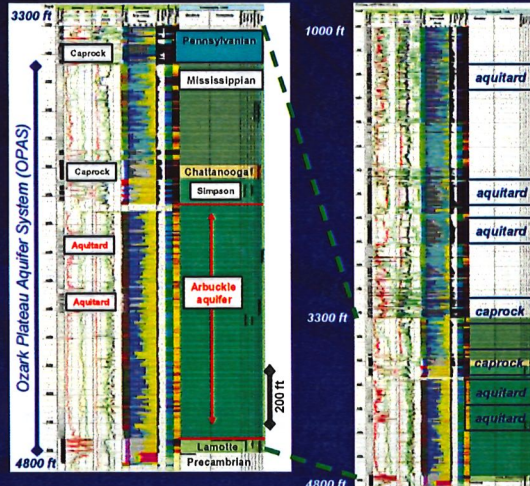 3300 ft
Caprock
Pennsylvanian
Mississippian
Caprock
Chattanooga
Simpson
Aquitard
Aquitard
Arbuckle
aquifer
Ozark Plateau Aquifer System (OPAS)
200 ft
Lamotte
Precambrian
4800 ft
1000 ft
aquitard
aquitard
aquitard
caprock
3300 ft
caprock
aquitard
aquitard
4800 ft